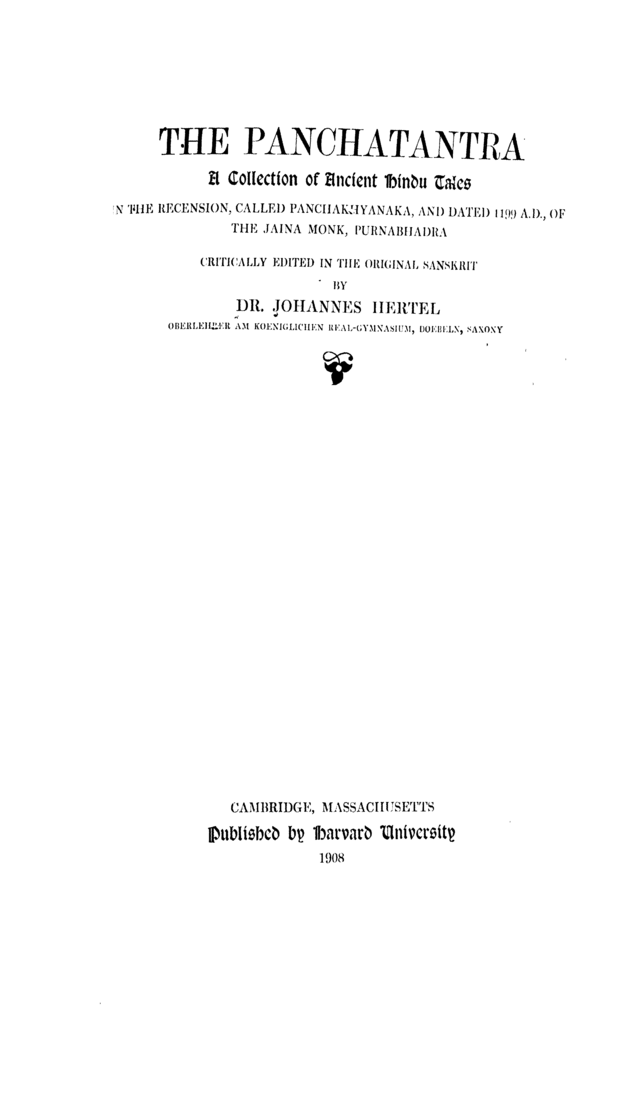 THE PANCHATANTRA
A Collection of Ancient Hindu Tales
IN THE RECENSION, CALLED PANCHAKHYANAKA, AND DATED 1199 A.D., OF
THE JAINA MONK, PURNABHADRA
CRITICALLY EDITED IN THE ORIGINAL SANSKRIT
BY
DR. JOHANNES HERTEL
OBERLEHRER AM KOENIGLICHEN REAL-GYMNASIUM, DOEBELN, SAXONY
CAMBRIDGE, MASSACHUSETTS
Published by Harvard University
1908